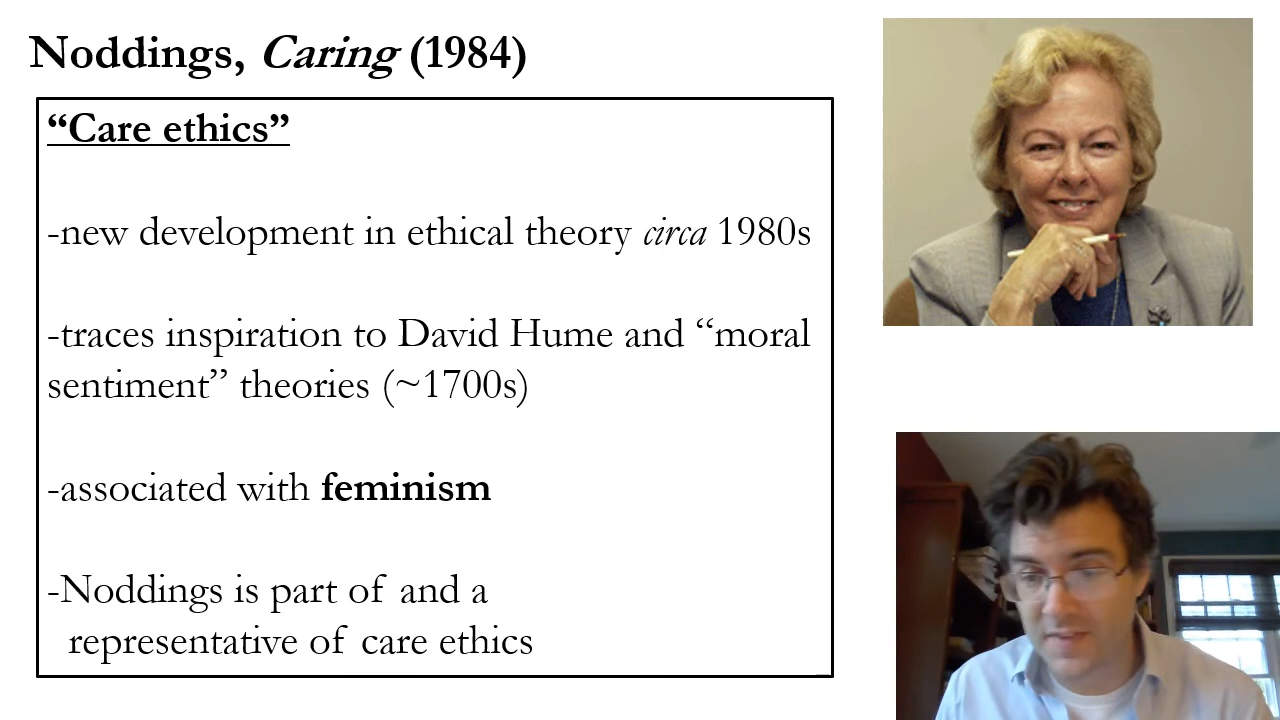 Noddings, Caring (1984)
“Care ethics”
-new development in ethical theory circa 1980s
-traces inspiration to David Hume and “moral
sentiment” theories (~1700s)
-associated with feminism
-Noddings is part of and a
representative of care ethics